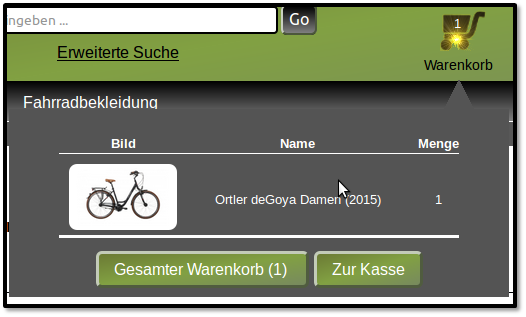 ngeben ...
Go
1
Erweiterte Suche
Warenkorb
Fahrradbekleidung
Bild Name Menge
Ortler deGoya Damen (2015) 1
Gesamter Warenkorb (1) Zur Kasse